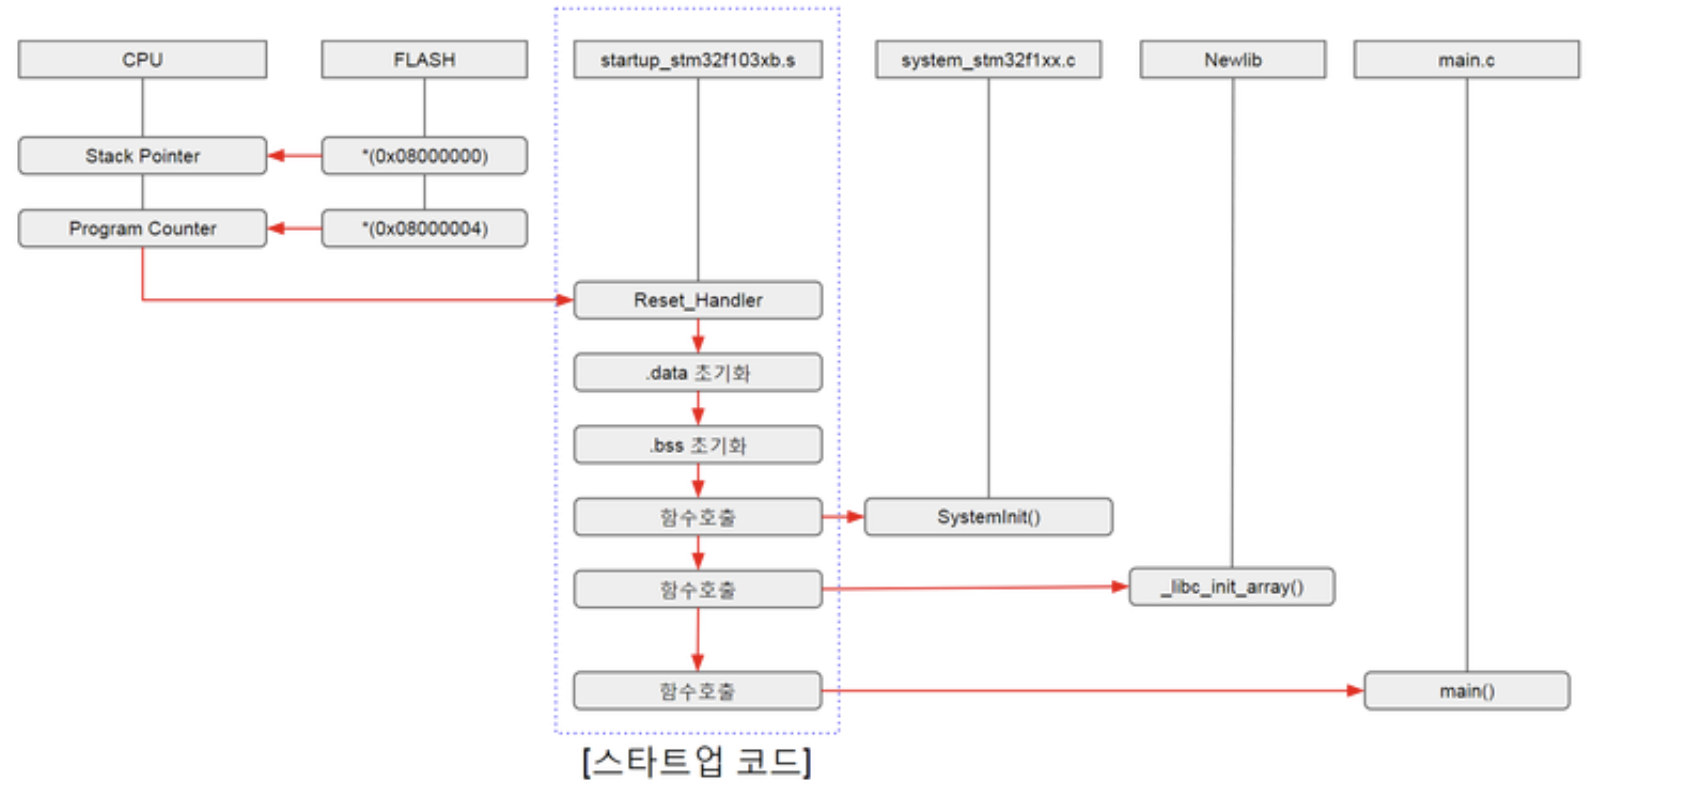 CPU
FLASH
startup_stm32f103xb.s
system_stm32f1xx.c
Newlib
main.c
Stack Pointer
*(0x08000000)
Program Counter
*(0x08000004)
Reset_Handler
.data 초기화
.bss 초기화
함수호출
SystemInit()
함수호출
_libc_init_array()
함수호출
main()
[스타트업 코드]